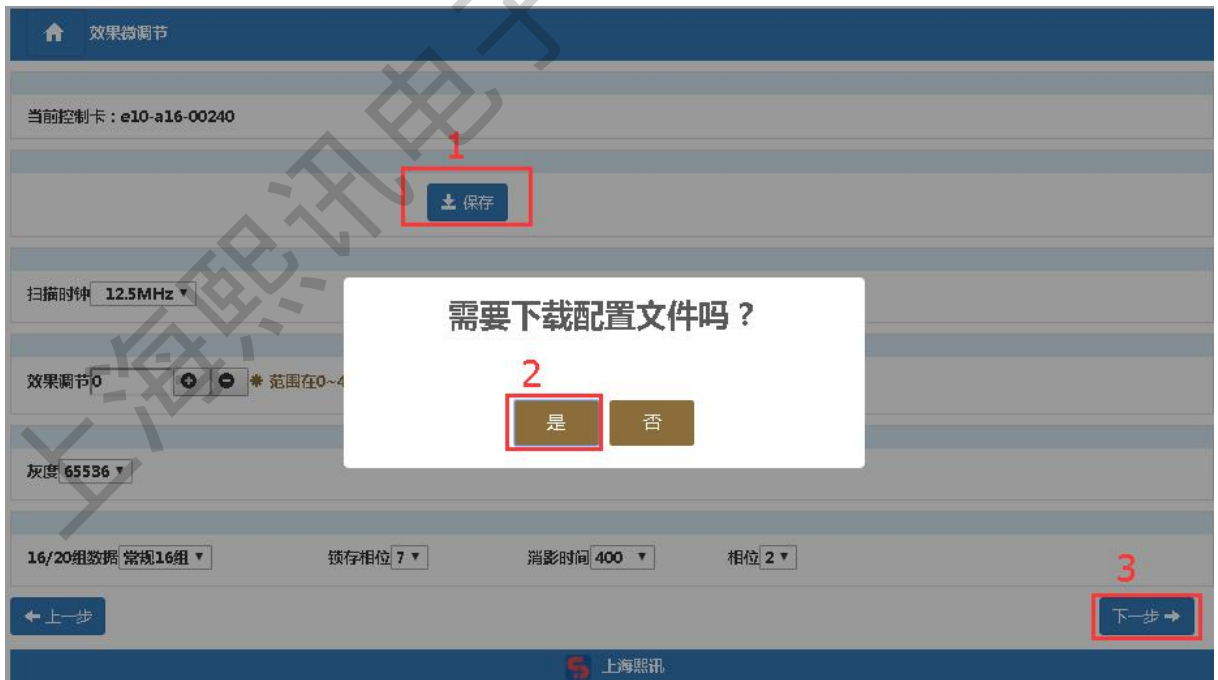 效果微调节
当前控制卡：e10-a16-00240
1
保存
扫描时钟 12.5MHz
需要下载配置文件吗？
效果调节0 范围在0~4
2
是 否
灰度 65536
16/20组数据 常规16组 锁存相位 7 消影时间 400 相位 2
3
上一步 下一步
上海熙讯
上海熙讯电子